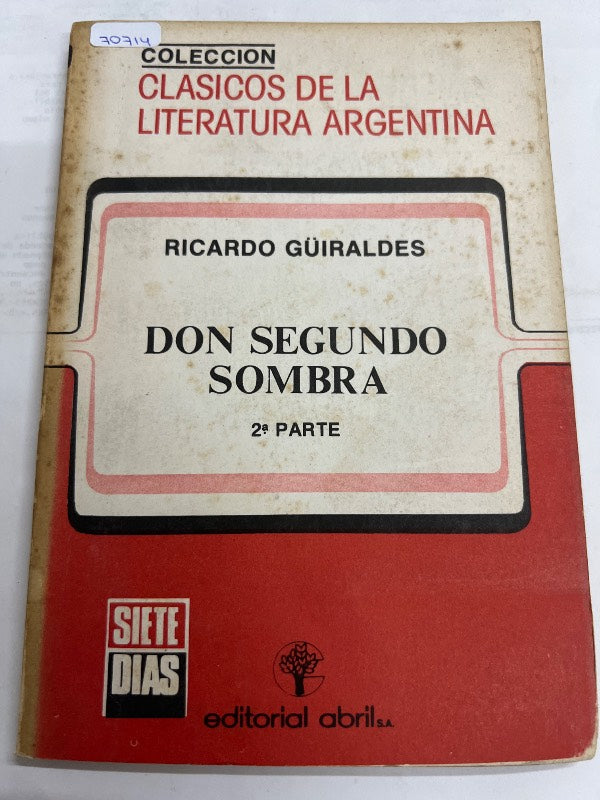 70714
COLECCION
CLASICOS DE LA
LITERATURA ARGENTINA
RICARDO GÜIRALDES
DON SEGUNDO
SOMBRA
2ª PARTE
SIETE
DIAS
editorial abril S.A.